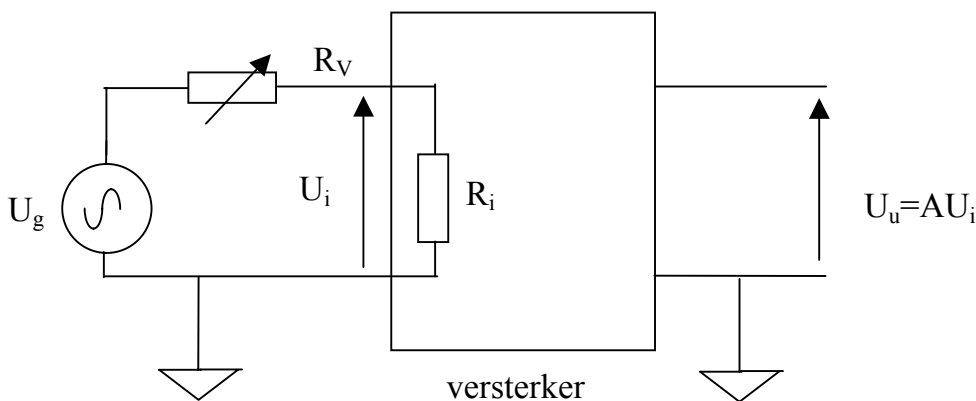 R_V
U_i
R_i
U_g
U_u=AU_i
versterker